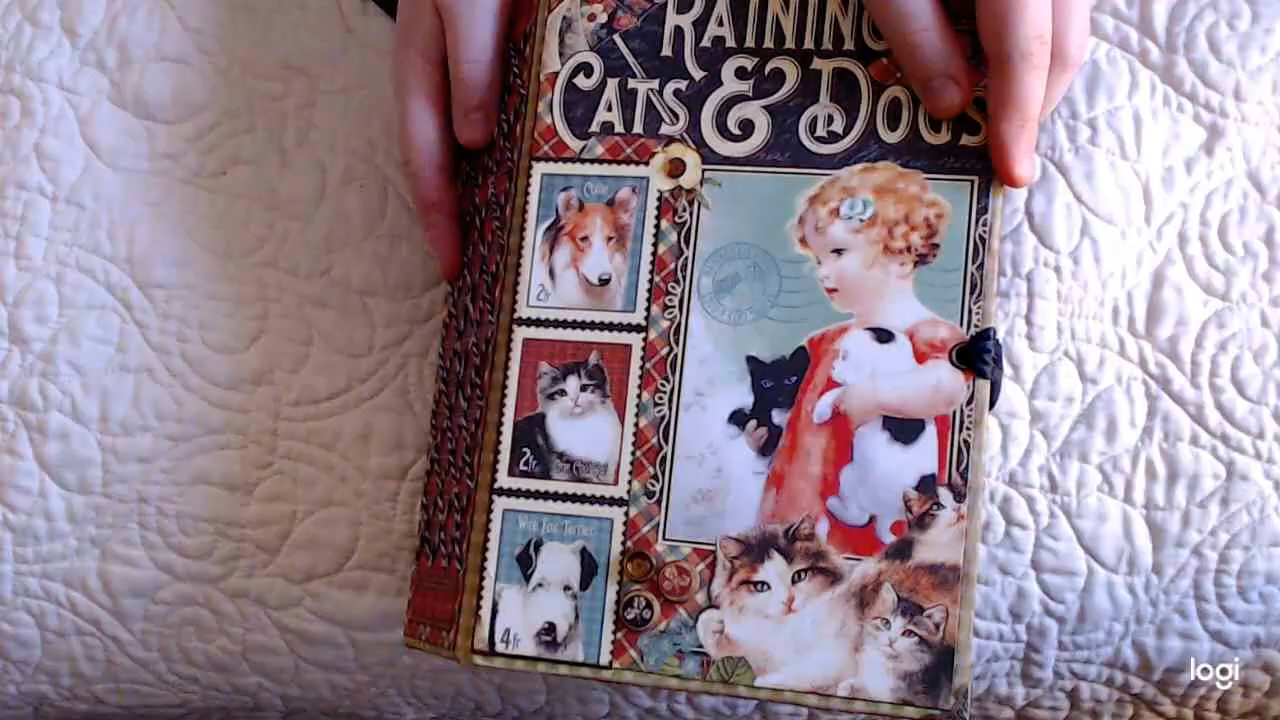 RAINING
CATS & DOGS
Collie
2fr
2fr
Wire Fox Terrier
4fr
logi